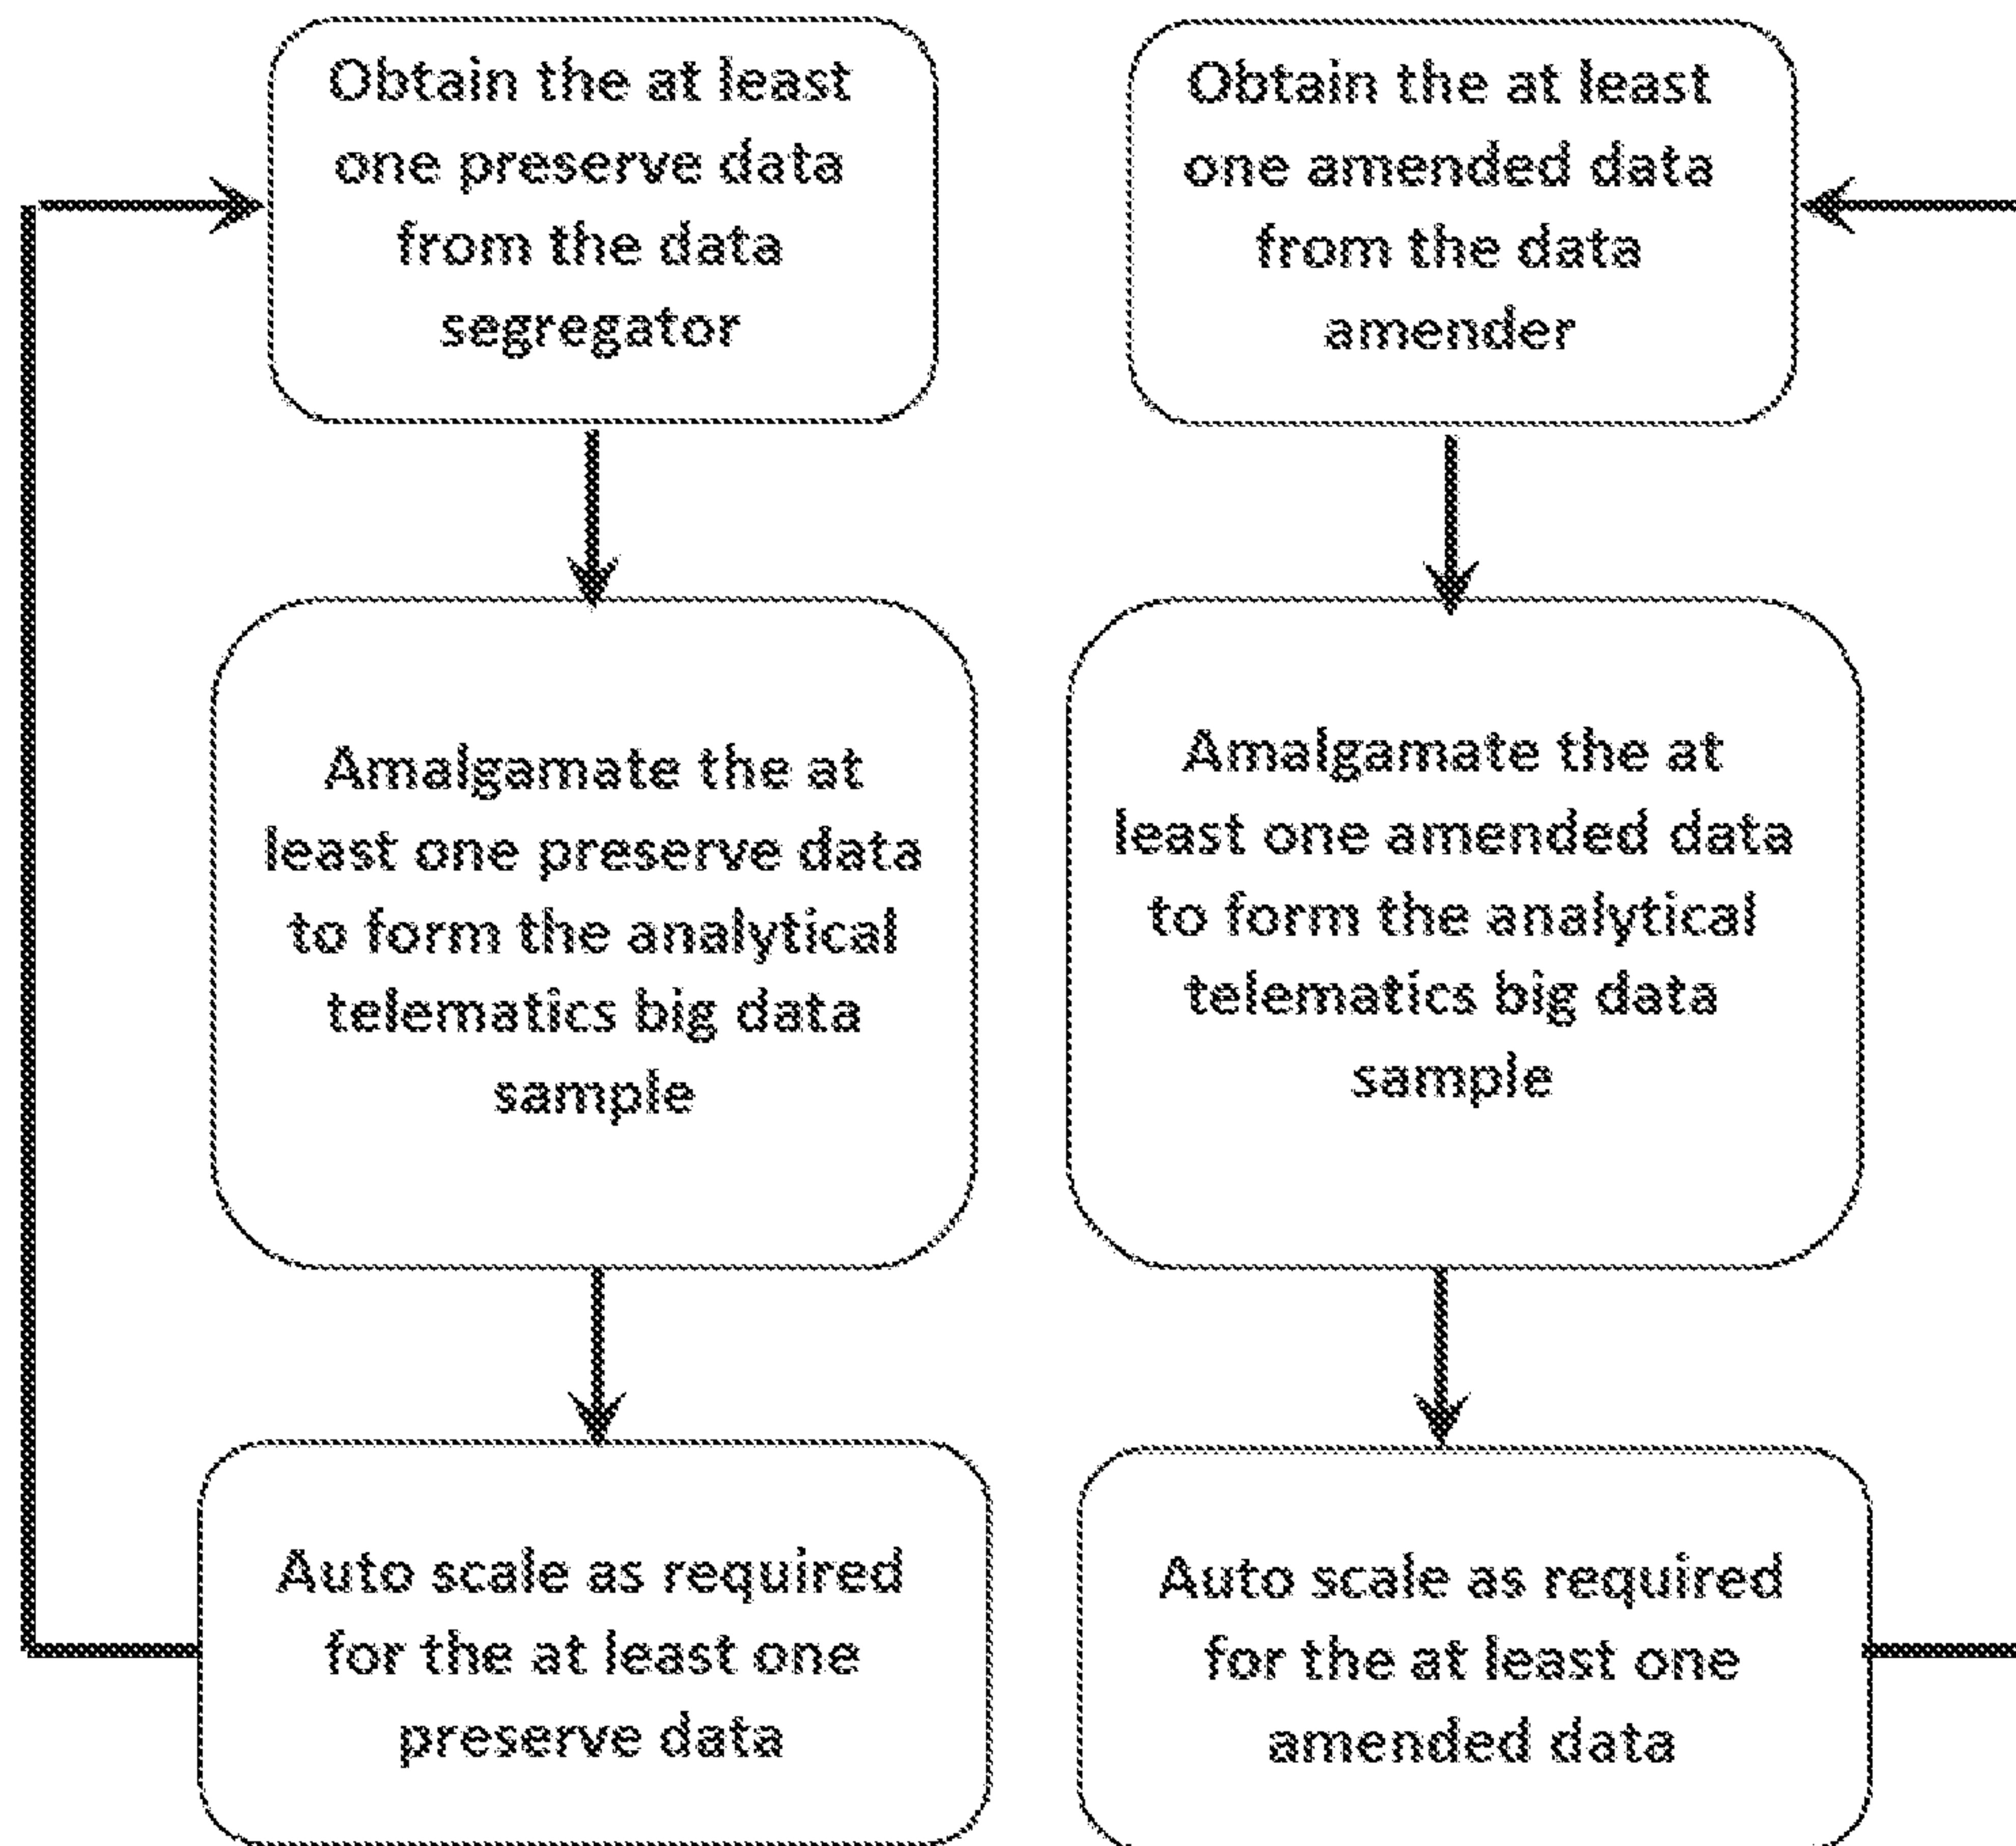 Obtain the at least
one preserve data
from the data
segregator
Amalgamate the at
least one preserve data
to form the analytical
telematics big data
sample
Auto scale as required
for the at least one
preserve data
Obtain the at least
one amended data
from the data
amender
Amalgamate the at
least one amended data
to form the analytical
telematics big data
sample
Auto scale as required
for the at least one
amended data